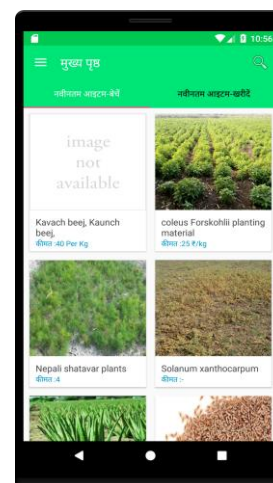 10:56
मुख्य पृष्ठ
नवीनतम आइटम-बेचें
नवीनतम आइटम-खरीदें
image
not
available
Kavach beej, Kaunch
beej,
कीमत :40 Per Kg
coleus Forskohlii planting
material
कीमत :25 ₹/kg
Nepali shatavar plants
कीमत :4
Solanum xanthocarpum
कीमत :-